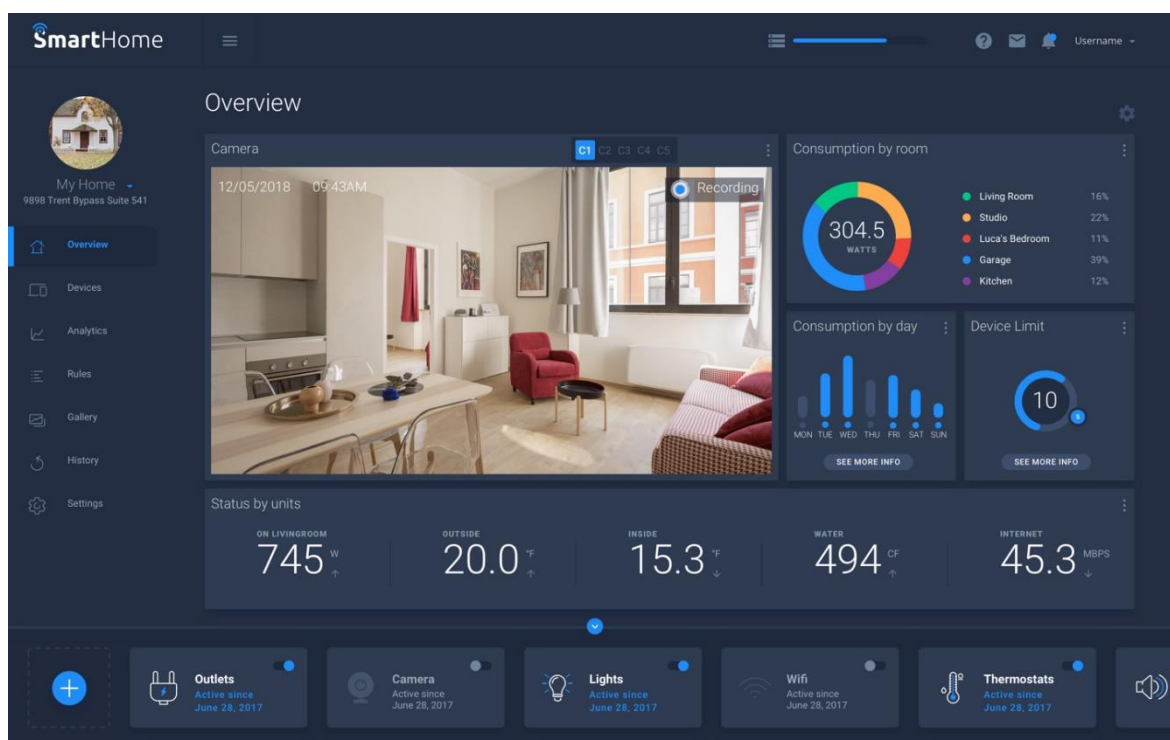 SmartHome
Username
My Home
9898 Trent Bypass Suite 541
Overview
Devices
Analytics
Rules
Gallery
History
Settings
Overview
Camera
C1 C2 C3 C4 C5
12/05/2018 09:43AM
Recording
Consumption by room
304.5
WATTS
Living Room 16%
Studio 22%
Luca's Bedroom 11%
Garage 39%
Kitchen 12%
Consumption by day
MON TUE WED THU FRI SAT SUN
SEE MORE INFO
Device Limit
10
SEE MORE INFO
Status by units
ON LIVINGROOM
745 W
OUTSIDE
20.0 °F
INSIDE
15.3 °F
WATER
494 CF
INTERNET
45.3 MBPS
Outlets
Active since
June 28, 2017
Camera
Active since
June 28, 2017
Lights
Active since
June 28, 2017
Wifi
Active since
June 28, 2017
Thermostats
Active since
June 28, 2017